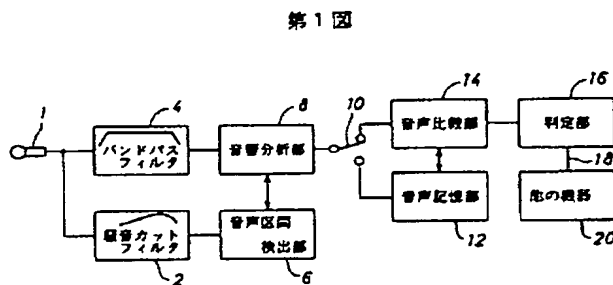 第1図
1
4
バンドパス
フィルタ
8
音響分析部
10
14
音声比較部
16
判定部
18
騒音カット
フィルタ
2
音声区間
検出部
6
音声記憶部
12
他の機器
20